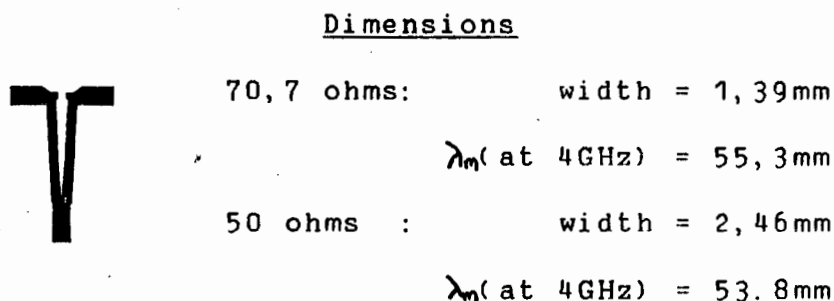 Dimensions
70,7 ohms: width = 1,39mm
λm( at 4GHz) = 55,3mm
50 ohms : width = 2,46mm
λm( at 4GHz) = 53.8mm